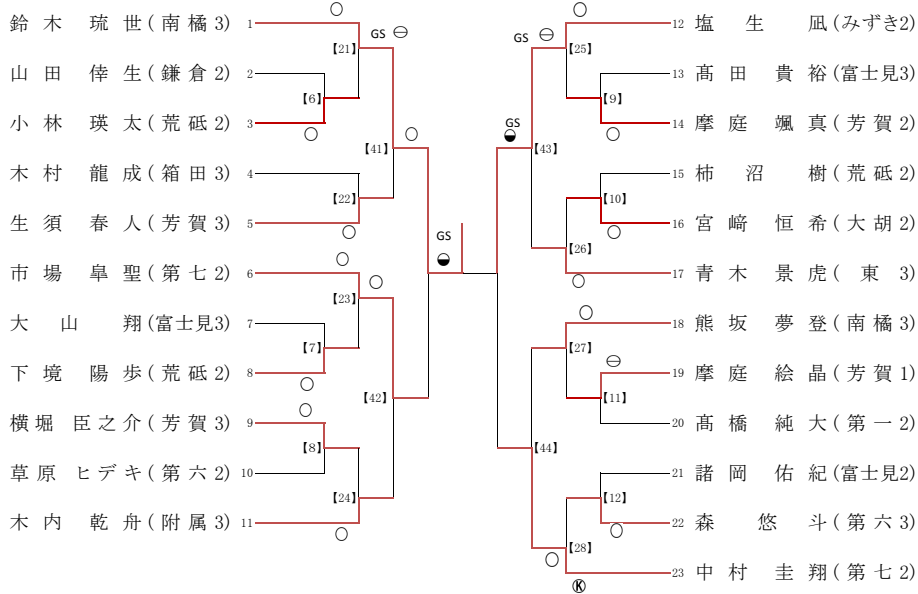 鈴木 琉世(南橘3) 1
山田 倖生(鎌倉2) 2
小林 瑛太(荒砥2) 3
木村 龍成(箱田3) 4
生須 春人(芳賀3) 5
市場 皐聖(第七2) 6
大山 翔(富士見3) 7
下境 陽歩(荒砥2) 8
横堀 臣之介(芳賀3) 9
草原 ヒデキ(第六2) 10
木内 乾舟(附属3) 11
【21】
【6】
【22】
【23】
【7】
【8】
【24】
GS
【41】
【42】
GS
GS
GS
【43】
【44】
【25】
【9】
【10】
【26】
【27】
【11】
【12】
【28】
Ⓚ
12 塩生 凪(みずき2)
13 髙田 貴裕(富士見3)
14 摩庭 颯真(芳賀2)
15 柿沼 樹(荒砥2)
16 宮﨑 恒希(大胡2)
17 青木 景虎(東 3)
18 熊坂 夢登(南橘3)
19 摩庭 絵晶(芳賀1)
20 髙橋 純大(第一2)
21 諸岡 佑紀(富士見2)
22 森 悠斗(第六3)
23 中村 圭翔(第七2)